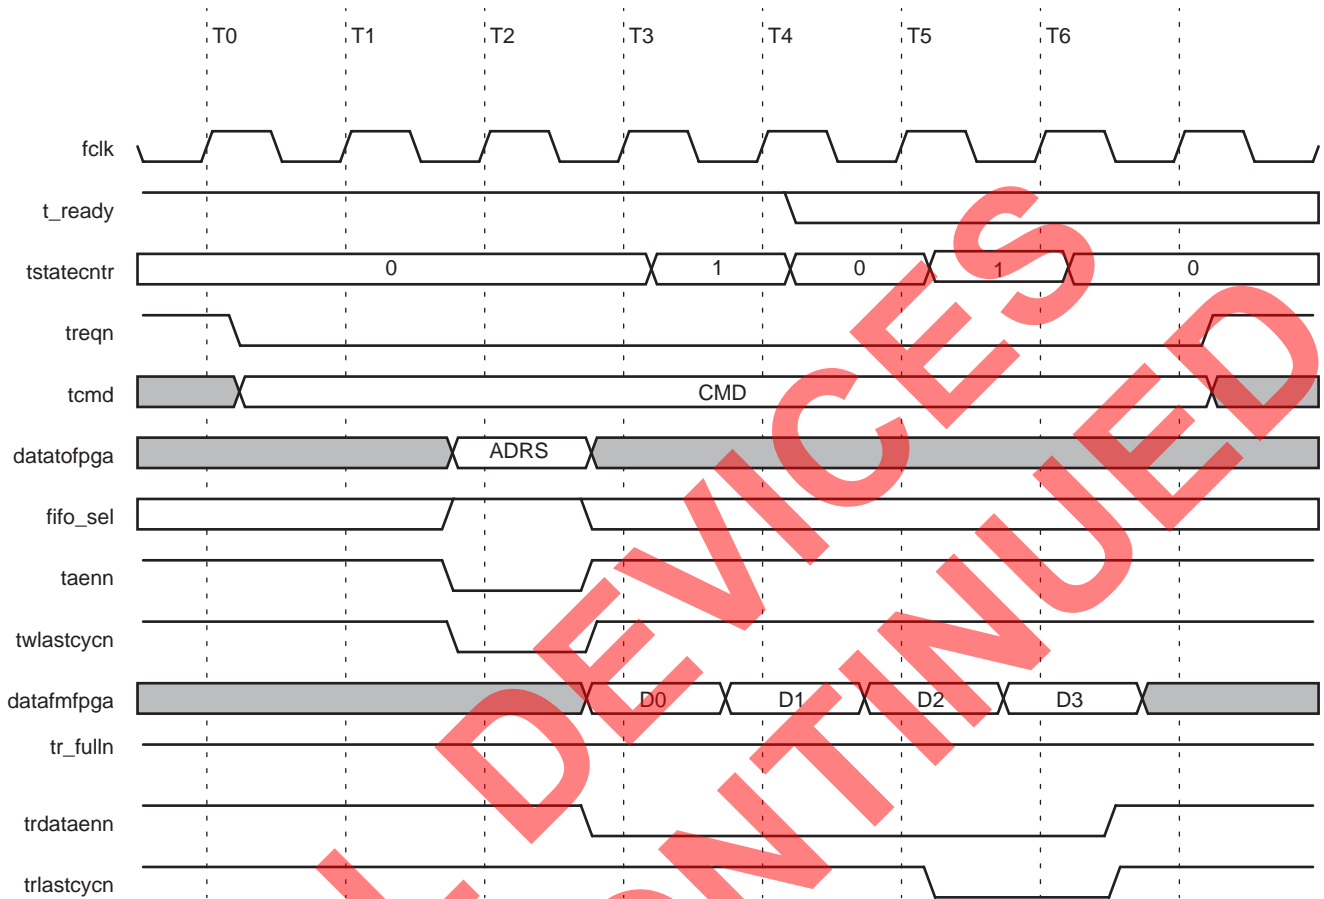 T0 T1 T2 T3 T4 T5 T6
fclk
t_ready
tstatecntr 0 1 0 1 0
treqn
tcmd CMD
datatofpga ADRS
fifo_sel
taenn
twlastcycn
datafmfpga D0 D1 D2 D3
tr_fulln
trdataenn
trlastcycn
DEVICES
ONTINUED